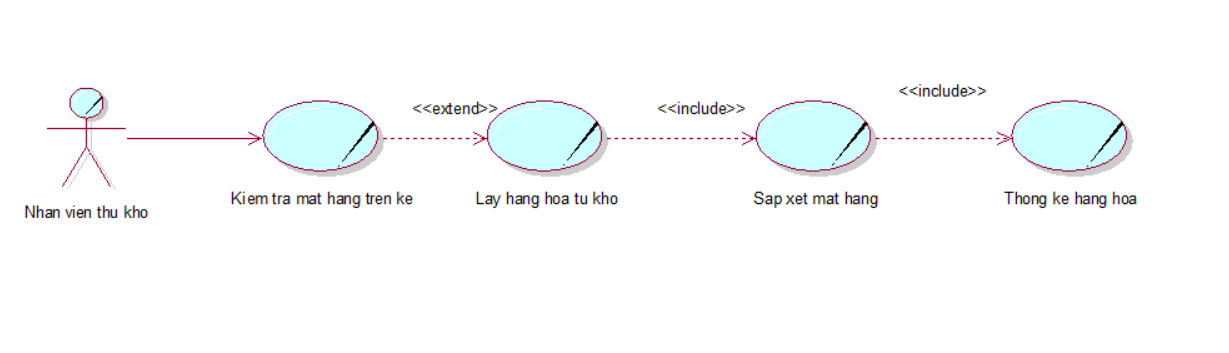 <<include>>
<<extend>>
<<include>>
Kiem tra mat hang tren ke
Lay hang hoa tu kho
Sap xet mat hang
Thong ke hang hoa
Nhan vien thu kho